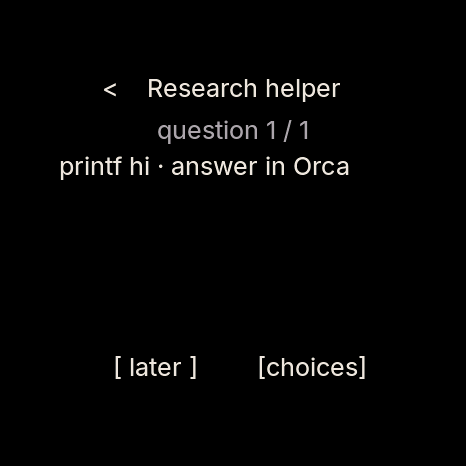 < Research helper
question 1 / 1
printf hi · answer in Orca
[ later ] [choices]